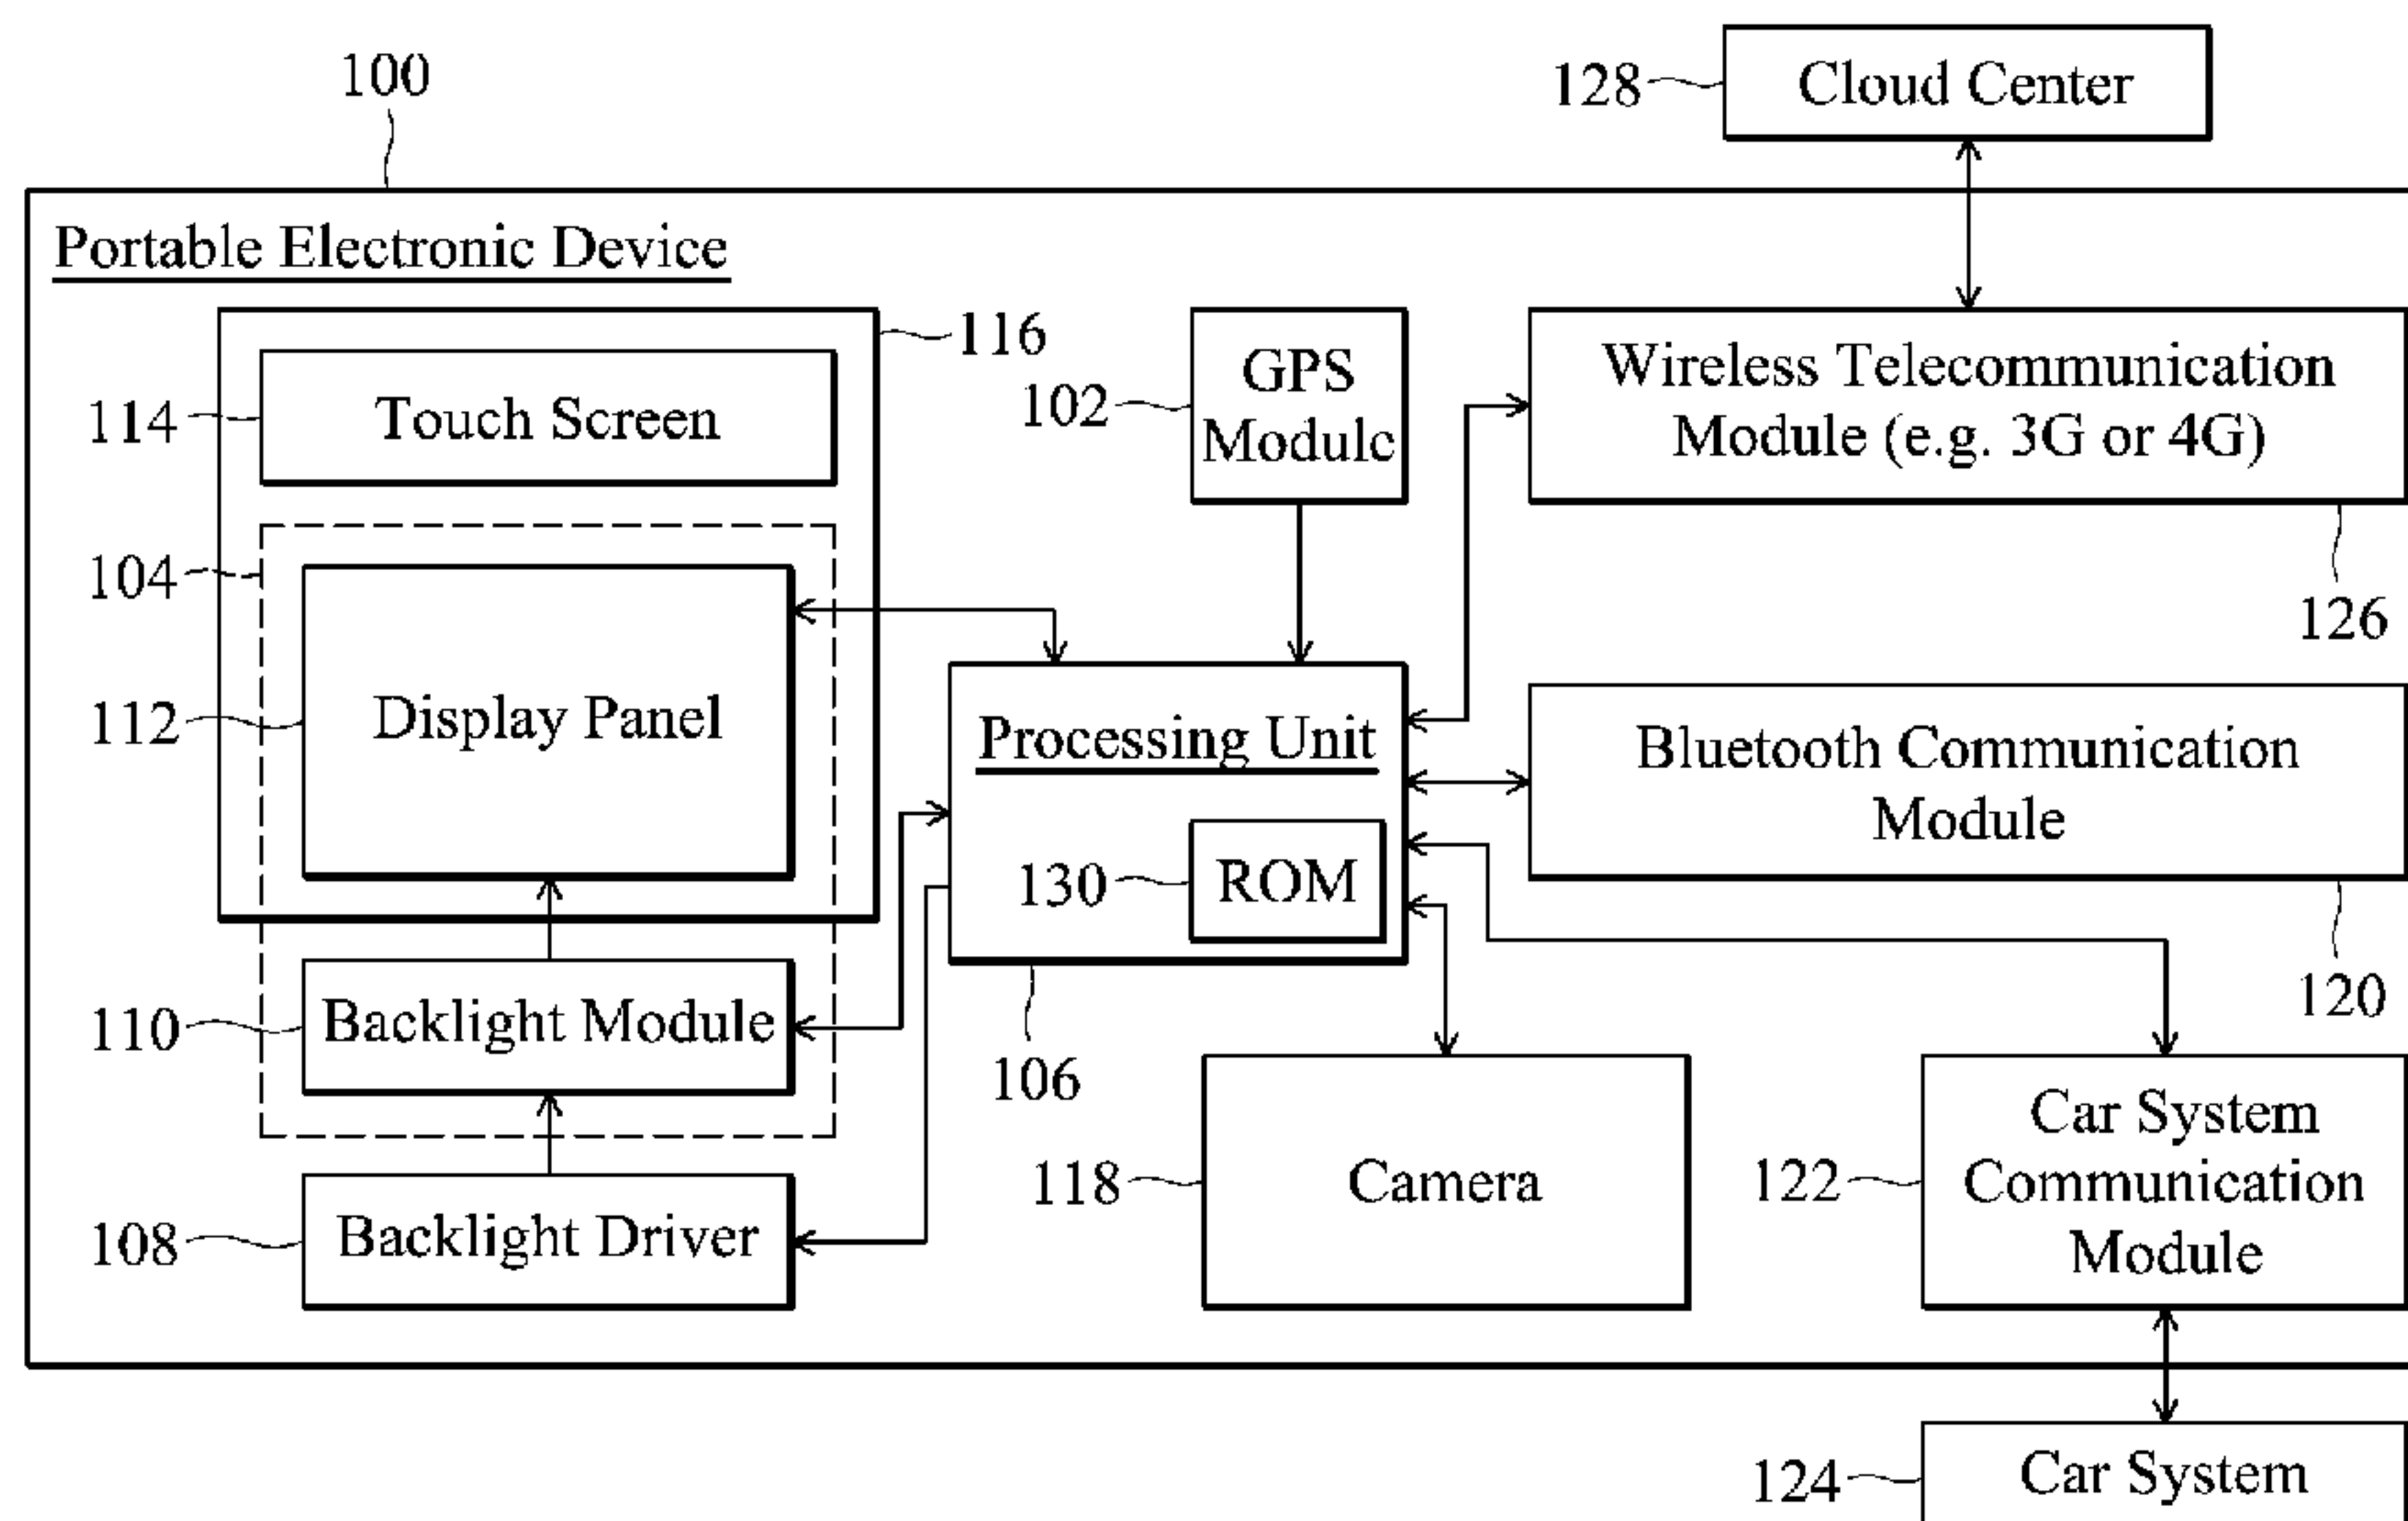 100
128
Cloud Center
Portable Electronic Device
116
114
Touch Screen
102
GPS
Module
Wireless Telecommunication
Module (e.g. 3G or 4G)
126
104
112
Display Panel
Processing Unit
130
ROM
106
Bluetooth Communication
Module
120
110
Backlight Module
108
Backlight Driver
118
Camera
122
Car System
Communication
Module
124
Car System